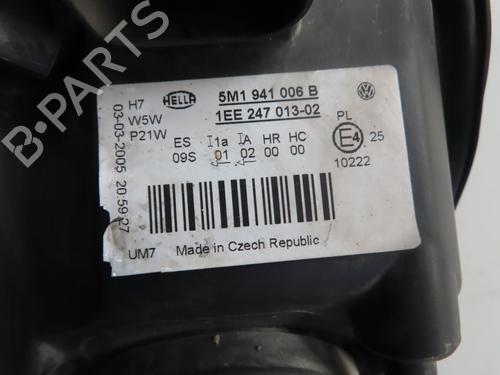 H7
W5W
P21W
HELLA
5M1 941 006 B
1EE 247 013-02
PL
ES I1a IA HR HC
09S 01 02 00 00
E4 25
10222
03-03-2005 20:59:27
UM7 Made in Czech Republic